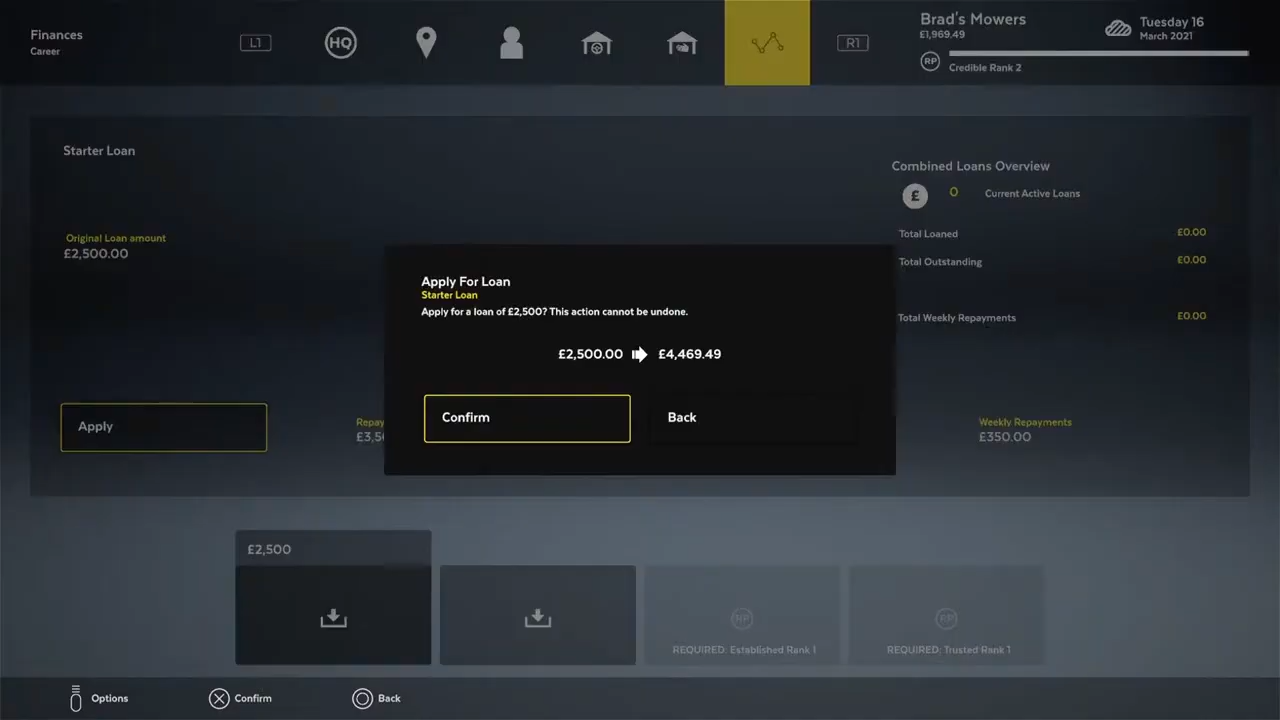 Finances
Career
L1
HQ
R1
Brad's Mowers
£1,969.49
RP
Credible Rank 2
Tuesday 16
March 2021
Starter Loan
Original Loan amount
£2,500.00
Combined Loans Overview
£
0
Current Active Loans
Total Loaned
£0.00
Total Outstanding
£0.00
Total Weekly Repayments
£0.00
Apply For Loan
Starter Loan
Apply for a loan of £2,500? This action cannot be undone.
£2,500.00
£4,469.49
Confirm
Back
Apply
Repay
£3,5
Weekly Repayments
£350.00
£2,500
RP
REQUIRED: Established Rank 1
RP
REQUIRED: Trusted Rank 1
Options
Confirm
Back